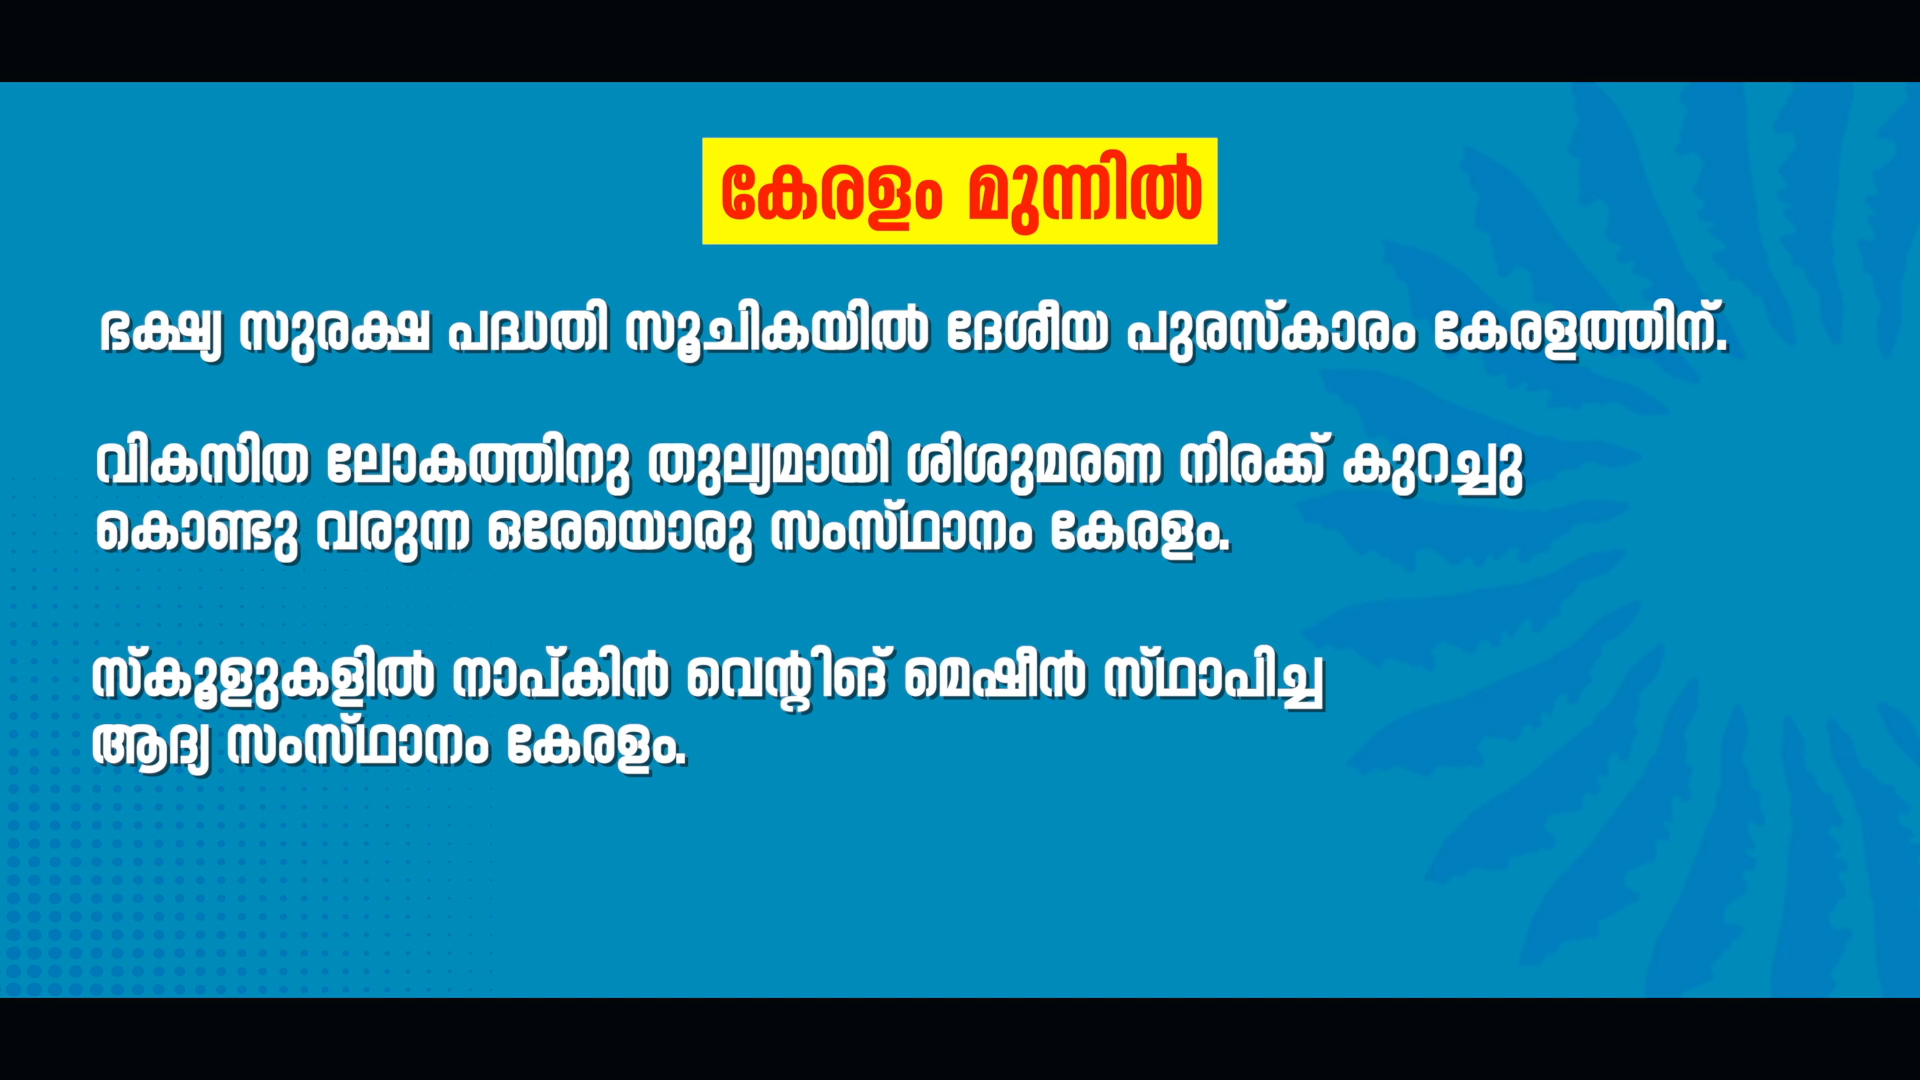 കേരളം മുന്നിൽ
ഭക്ഷ്യ സുരക്ഷ പദ്ധതി സൂചികയിൽ ദേശീയ പുരസ്കാരം കേരളത്തിന്.
വികസിത ലോകത്തിനു തുല്യമായി ശിശുമരണ നിരക്ക് കുറച്ചു
കൊണ്ടു വരുന്ന ഒരേയൊരു സംസ്ഥാനം കേരളം.
സ്കൂളുകളിൽ നാപ്കിൻ വെന്റിങ് മെഷീൻ സ്ഥാപിച്ച
ആദ്യ സംസ്ഥാനം കേരളം.